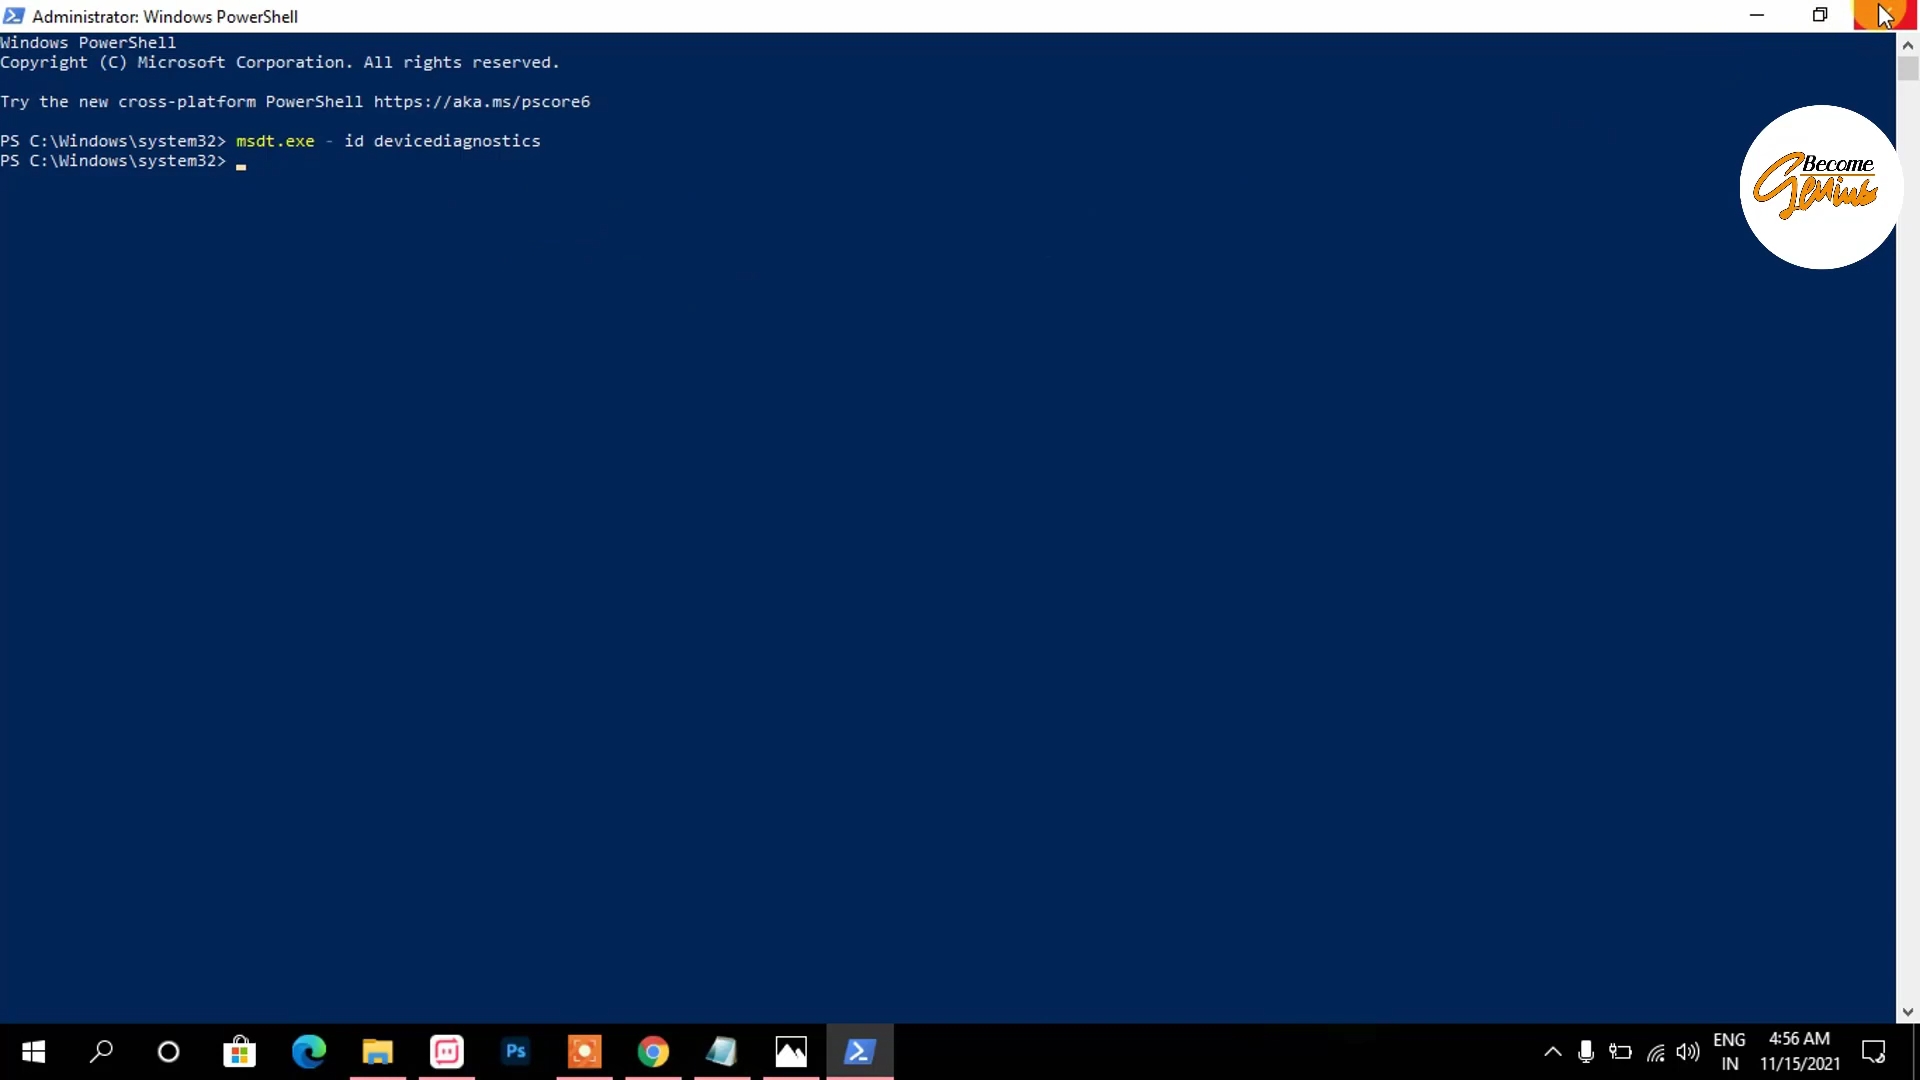 Administrator: Windows PowerShell
Windows PowerShell
Copyright (C) Microsoft Corporation. All rights reserved.
Try the new cross-platform PowerShell https://aka.ms/pscore6
PS C:\Windows\system32> msdt.exe - id devicediagnostics
PS C:\Windows\system32>
Become
Genius
Ps
ENG
IN
4:56 AM
11/15/2021